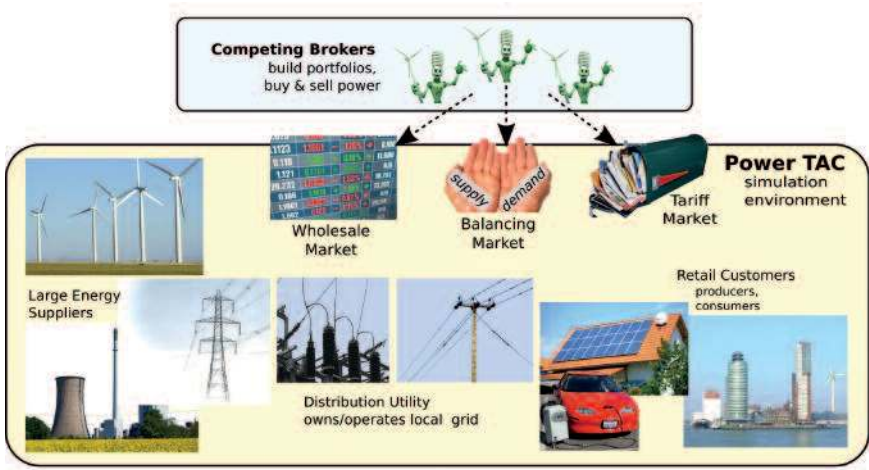 Competing Brokers
build portfolios,
buy & sell power
Power TAC
simulation
environment
Wholesale
Market
supply
demand
Balancing
Market
Tariff
Market
Large Energy
Suppliers
Distribution Utility
owns/operates local grid
Retail Customers
producers,
consumers